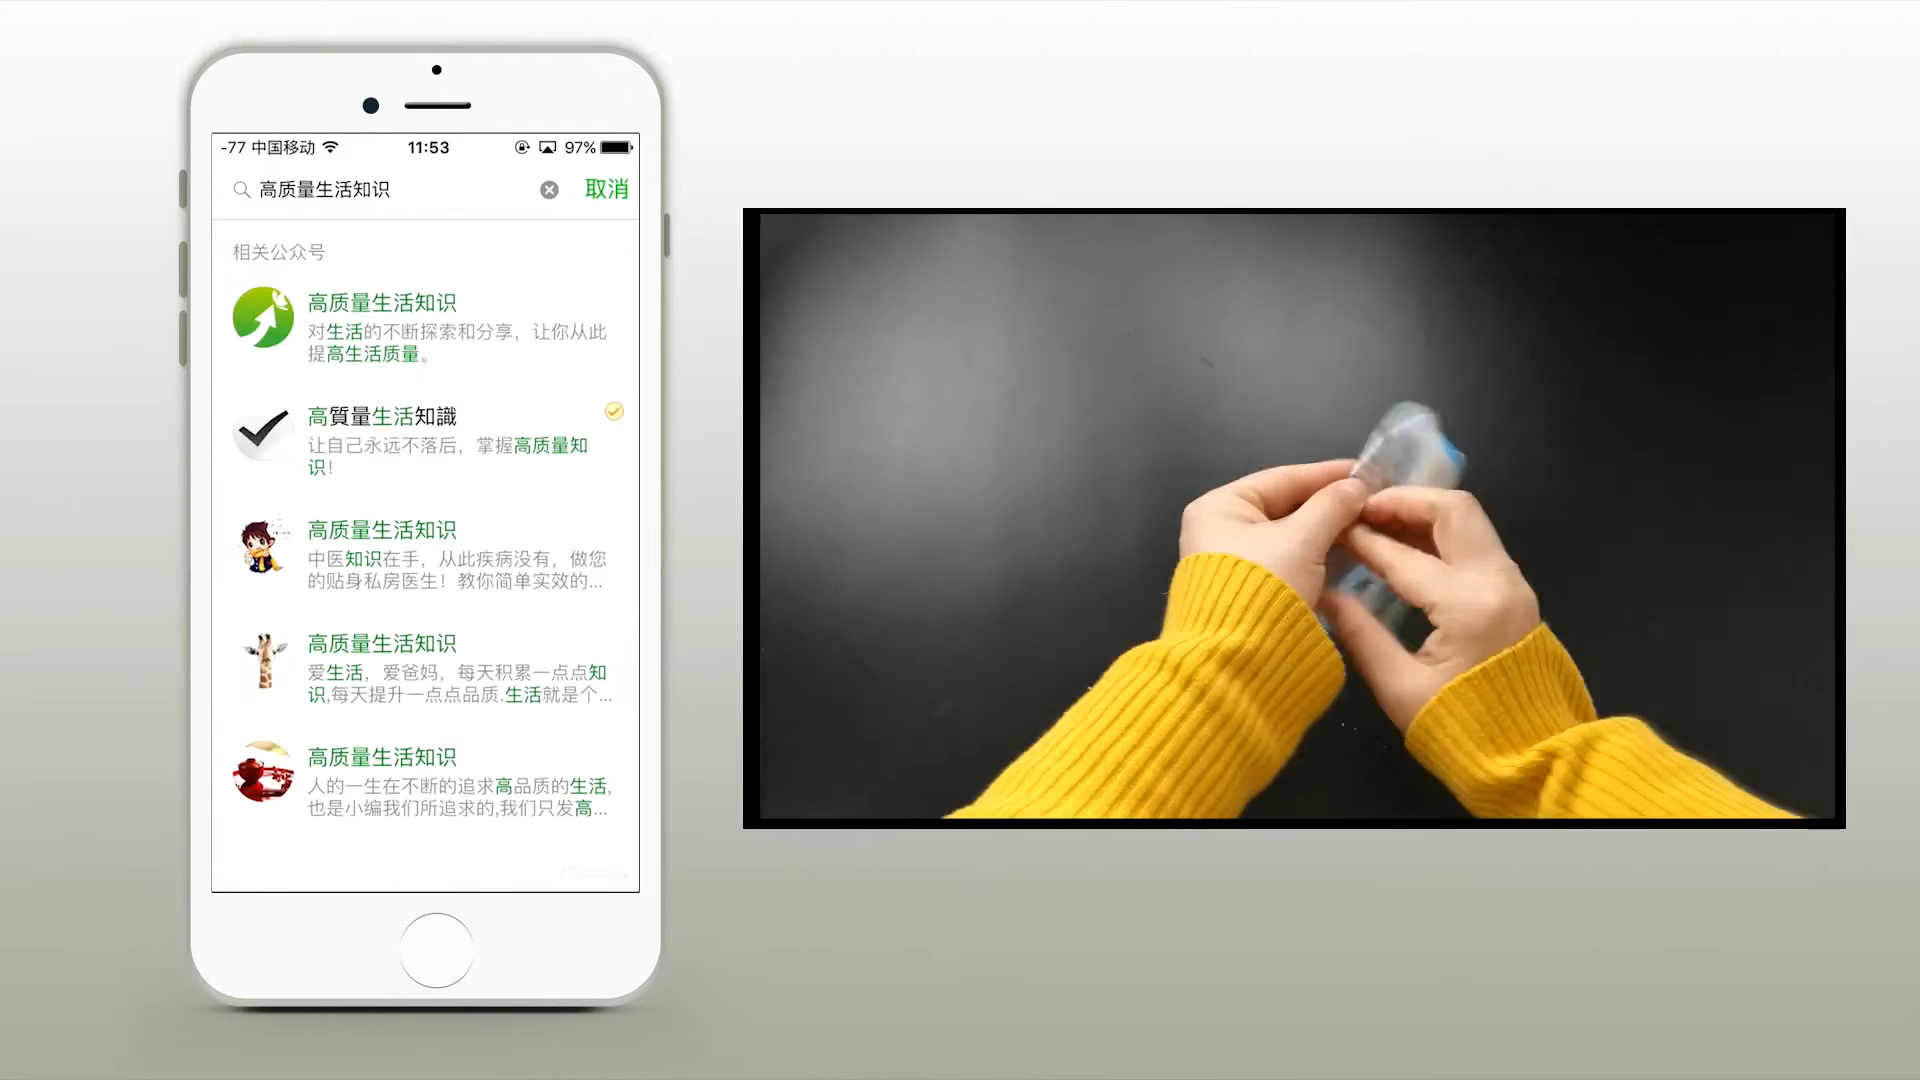 -77 中国移动 11:53 97%
高质量生活知识 取消
相关公众号
高质量生活知识
对生活的不断探索和分享，让你从此
提高生活质量。
高質量生活知識
让自己永远不落后，掌握高质量知
识！
高质量生活知识
中医知识在手，从此疾病没有，做您
的贴身私房医生！教你简单实效的...
高质量生活知识
爱生活，爱爸妈，每天积累一点点知
识,每天提升一点点品质.生活就是个...
高质量生活知识
人的一生在不断的追求高品质的生活,
也是小编我们所追求的,我们只发高...